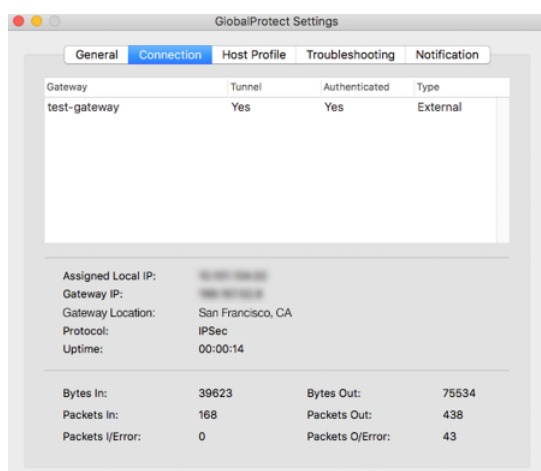 GlobalProtect Settings
General Connection Host Profile Troubleshooting Notification
Gateway Tunnel Authenticated Type
test-gateway Yes Yes External
Assigned Local IP:
Gateway IP:
Gateway Location: San Francisco, CA
Protocol: IPSec
Uptime: 00:00:14
Bytes In: 39623 Bytes Out: 75534
Packets In: 168 Packets Out: 438
Packets I/Error: 0 Packets O/Error: 43